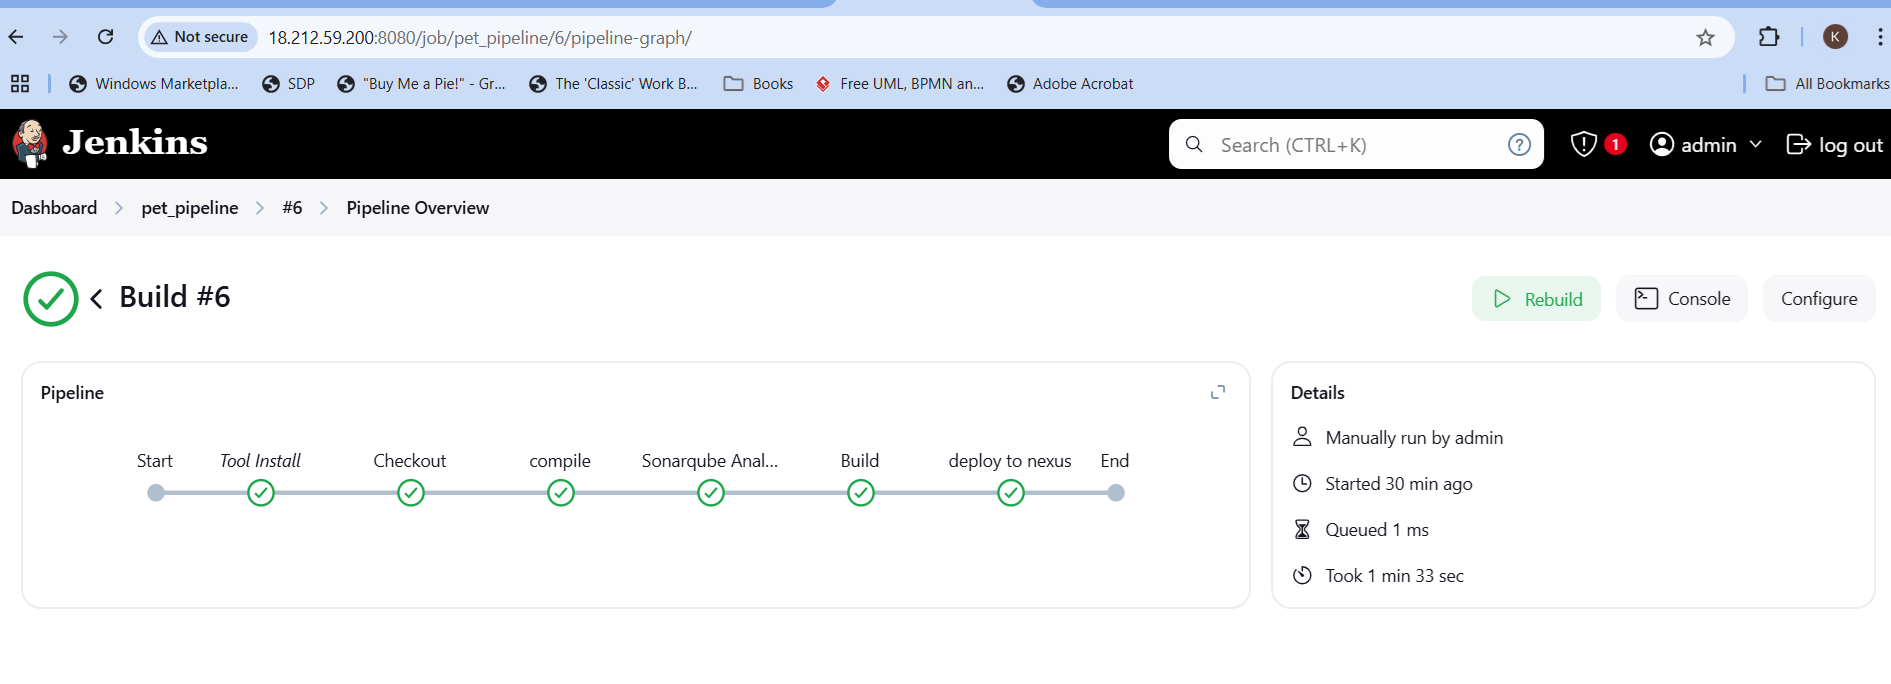 Not secure 18.212.59.200:8080/job/pet_pipeline/6/pipeline-graph/ K
Windows Marketpla... SDP "Buy Me a Pie!" - Gr... The 'Classic' Work B... Books Free UML, BPMN an... Adobe Acrobat All Bookmarks
Jenkins Search (CTRL+K) ? 1 admin log out
Dashboard > pet_pipeline > #6 > Pipeline Overview
Build #6 Rebuild Console Configure
Pipeline
Start Tool Install Checkout compile Sonarqube Anal... Build deploy to nexus End
Details
Manually run by admin
Started 30 min ago
Queued 1 ms
Took 1 min 33 sec